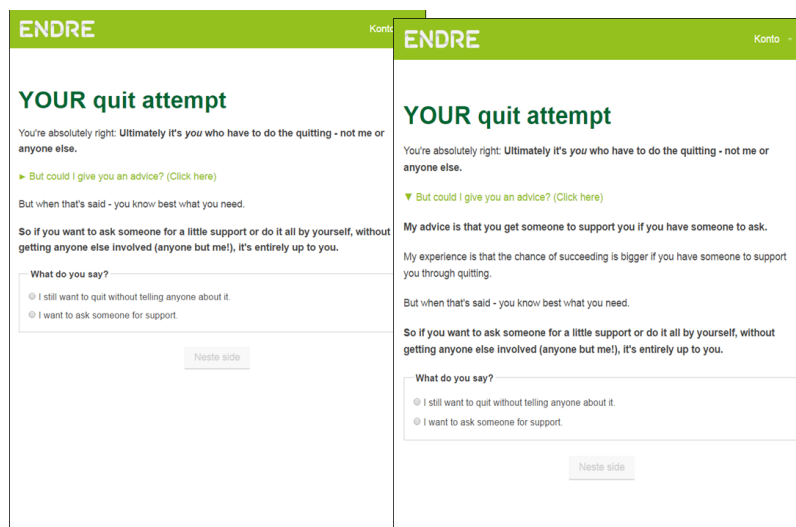 ENDRE
YOUR quit attempt
You're absolutely right: Ultimately it's you who have to do the quitting - not me or
anyone else.
► But could I give you an advice? (Click here)
But when that's said - you know best what you need.
So if you want to ask someone for a little support or do it all by yourself, without
getting anyone else involved (anyone but me!), it's entirely up to you.
What do you say?
I still want to quit without telling anyone about it.
I want to ask someone for support.
Neste side
ENDRE
Konto
YOUR quit attempt
You're absolutely right: Ultimately it's you who have to do the quitting - not me or
anyone else.
▼ But could I give you an advice? (Click here)
My advice is that you get someone to support you if you have someone to ask.
My experience is that the chance of succeeding is bigger if you have someone to support
you through quitting.
But when that's said - you know best what you need.
So if you want to ask someone for a little support or do it all by yourself, without
getting anyone else involved (anyone but me!), it's entirely up to you.
What do you say?
I still want to quit without telling anyone about it.
I want to ask someone for support.
Neste side